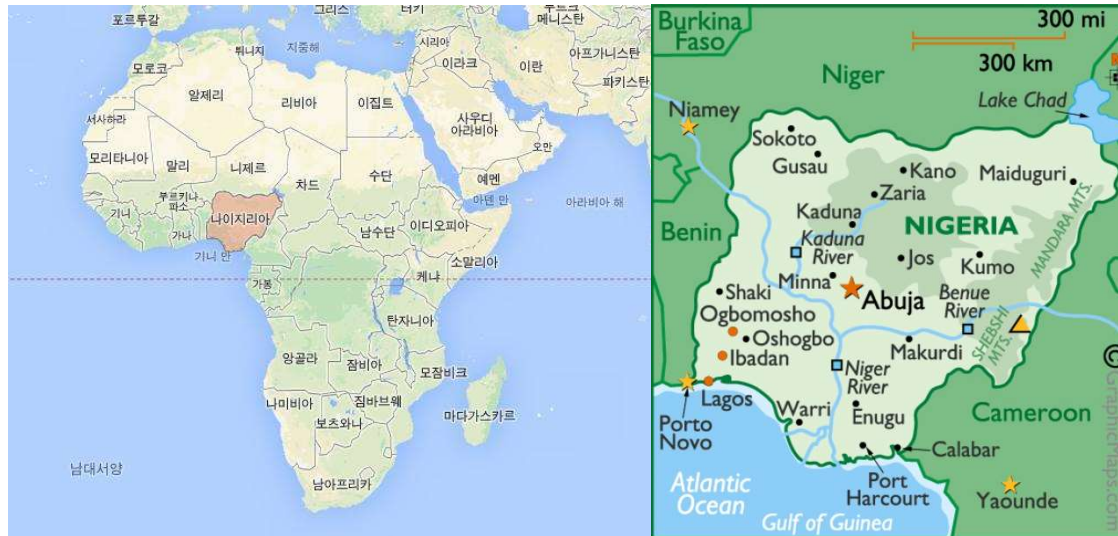 포르투갈
그리스
터키
투르크
메니스탄
지중해
튀니지
시리아
아프가니스탄
모로코
이라크
이란
파키스탄
알제리
리비아
이집트
서사하라
사우디
아라비아
오만
모리타니아
말리
니제르
차드
수단
예멘
아덴 만
아라비아 해
부르키나
파소
기니
나이지리아
가나
남수단
이디오피아
기니 만
소말리아
가봉
케냐
탄자니아
앙골라
잠비아
모잠비크
나미비아
짐바브웨
보츠와나
마다가스카르
남대서양
남아프리카
Burkina
Faso
300 mi
300 km
Niger
Lake Chad
Niamey
Sokoto
Gusau
Kano
Maiduguri
Zaria
Kaduna
NIGERIA
MANDARA MTS.
Benin
Kaduna
River
Jos
Kumo
Minna
Abuja
Benue
River
Shaki
Ogbomosho
Oshogbo
SHEBSHI
MTS.
Ibadan
Makurdi
Niger
River
Lagos
Warri
Enugu
Cameroon
Porto
Novo
Calabar
Port
Harcourt
Atlantic
Ocean
Yaounde
Gulf of Guinea